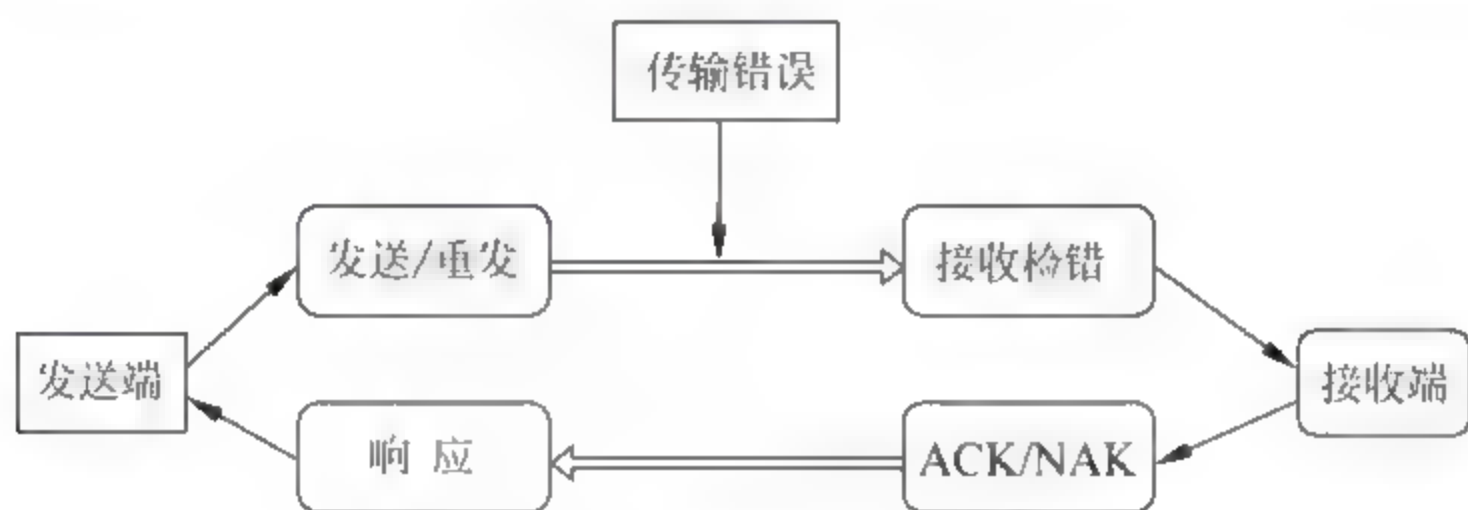 传输错误
发送/重发
接收检错
发送端
接收端
响 应
ACK/NAK